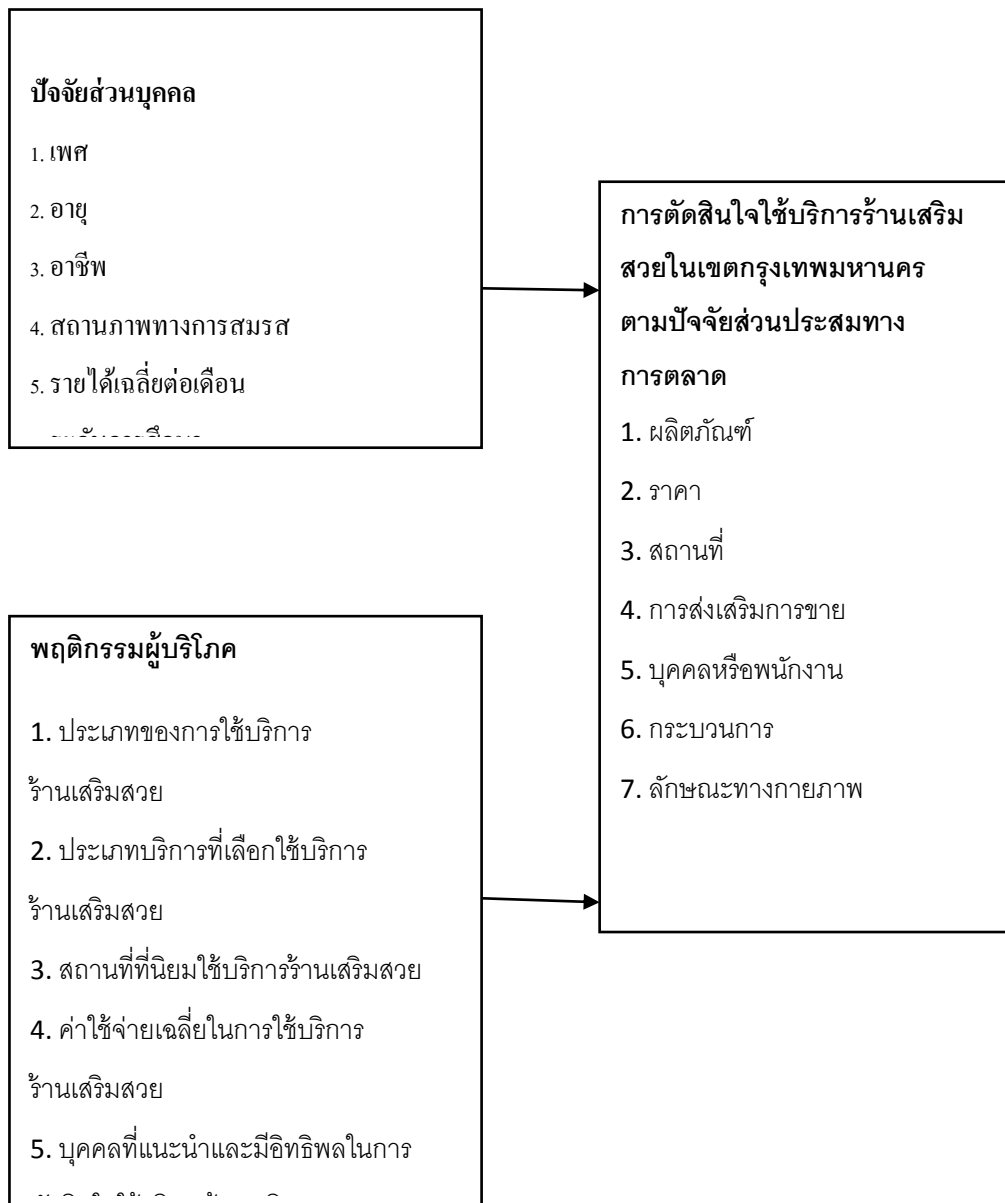 ปัจจัยส่วนบุคคล
1. เพศ
2. อายุ
3. อาชีพ
4. สถานภาพทางการสมรส
5. รายได้เฉลี่ยต่อเดือน
การตัดสินใจใช้บริการร้านเสริม
สวยในเขตกรุงเทพมหานคร
ตามปัจจัยส่วนประสมทาง
การตลาด
1. ผลิตภัณฑ์
2. ราคา
3. สถานที่
4. การส่งเสริมการขาย
5. บุคคลหรือพนักงาน
6. กระบวนการ
7. ลักษณะทางกายภาพ
พฤติกรรมผู้บริโภค
1. ประเภทของการใช้บริการ
ร้านเสริมสวย
2. ประเภทบริการที่เลือกใช้บริการ
ร้านเสริมสวย
3. สถานที่ที่นิยมใช้บริการร้านเสริมสวย
4. ค่าใช้จ่ายเฉลี่ยในการใช้บริการ
ร้านเสริมสวย
5. บุคคลที่แนะนำและมีอิทธิพลในการ